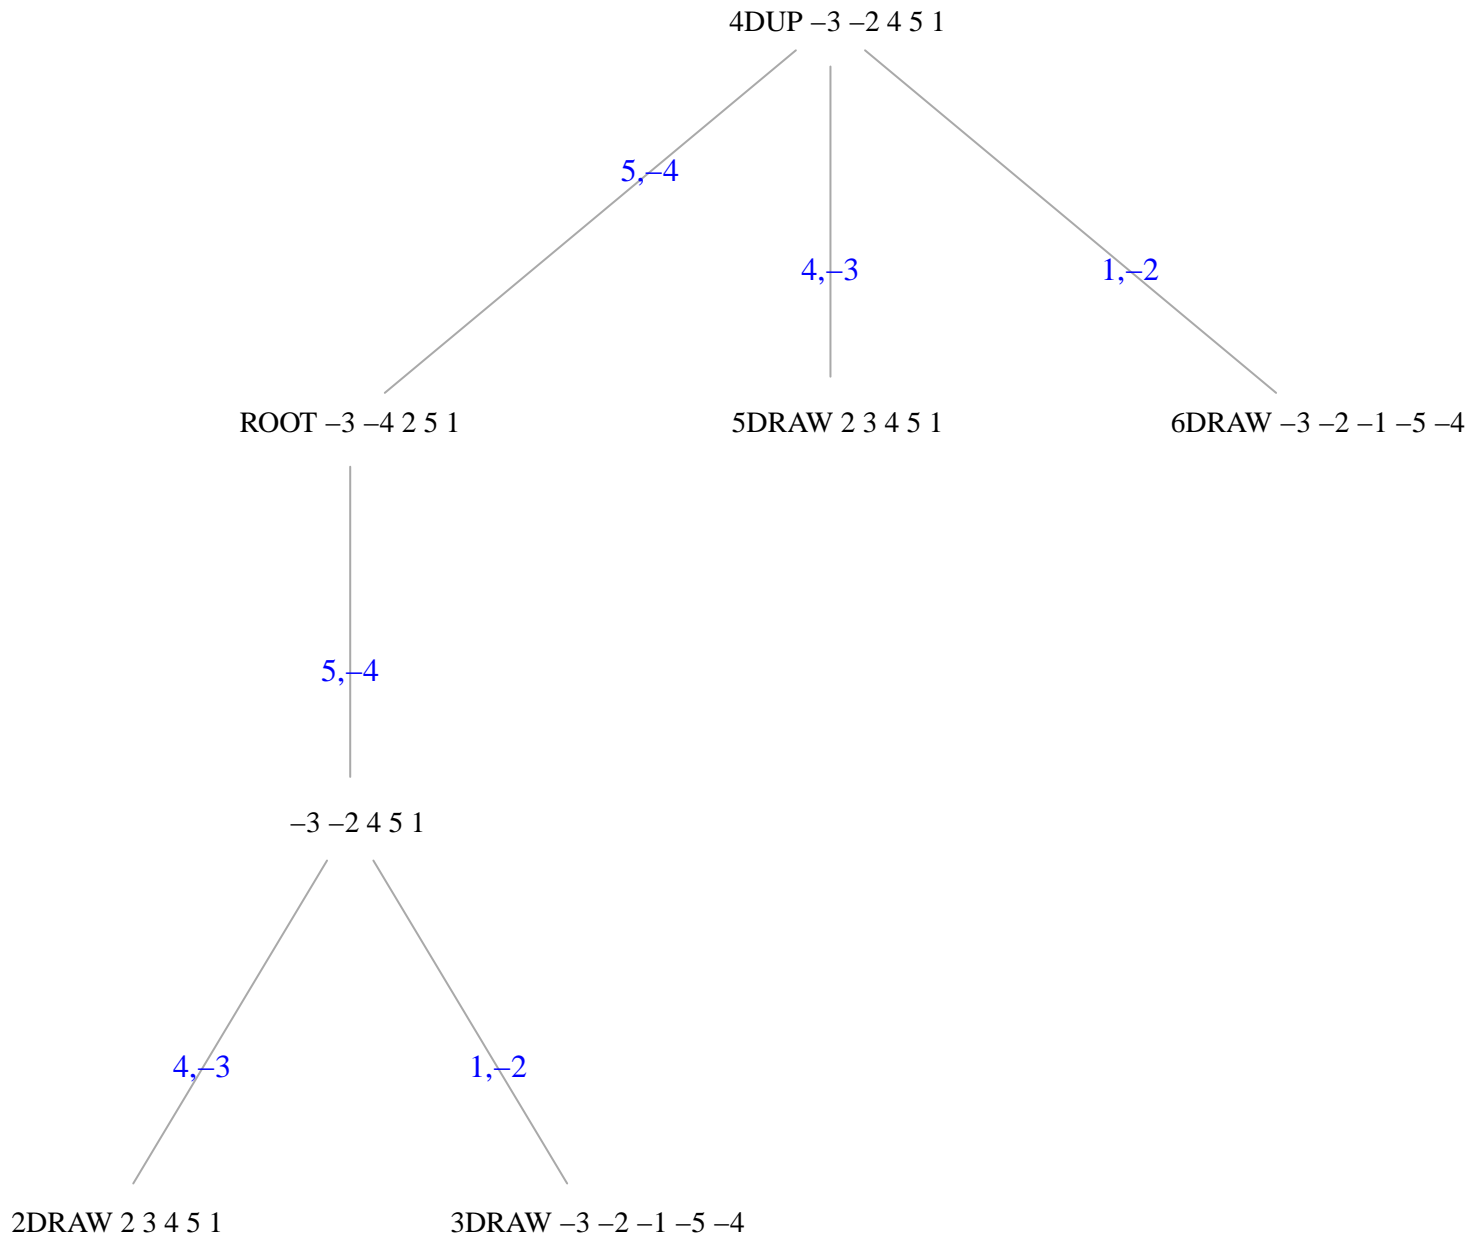 4DUP –3 –2 4 5 1
5,–4
4,–3
1,–2
ROOT –3 –4 2 5 1
5DRAW 2 3 4 5 1
6DRAW –3 –2 –1 –5 –4
5,–4
–3 –2 4 5 1
4,–3
1,–2
2DRAW 2 3 4 5 1
3DRAW –3 –2 –1 –5 –4